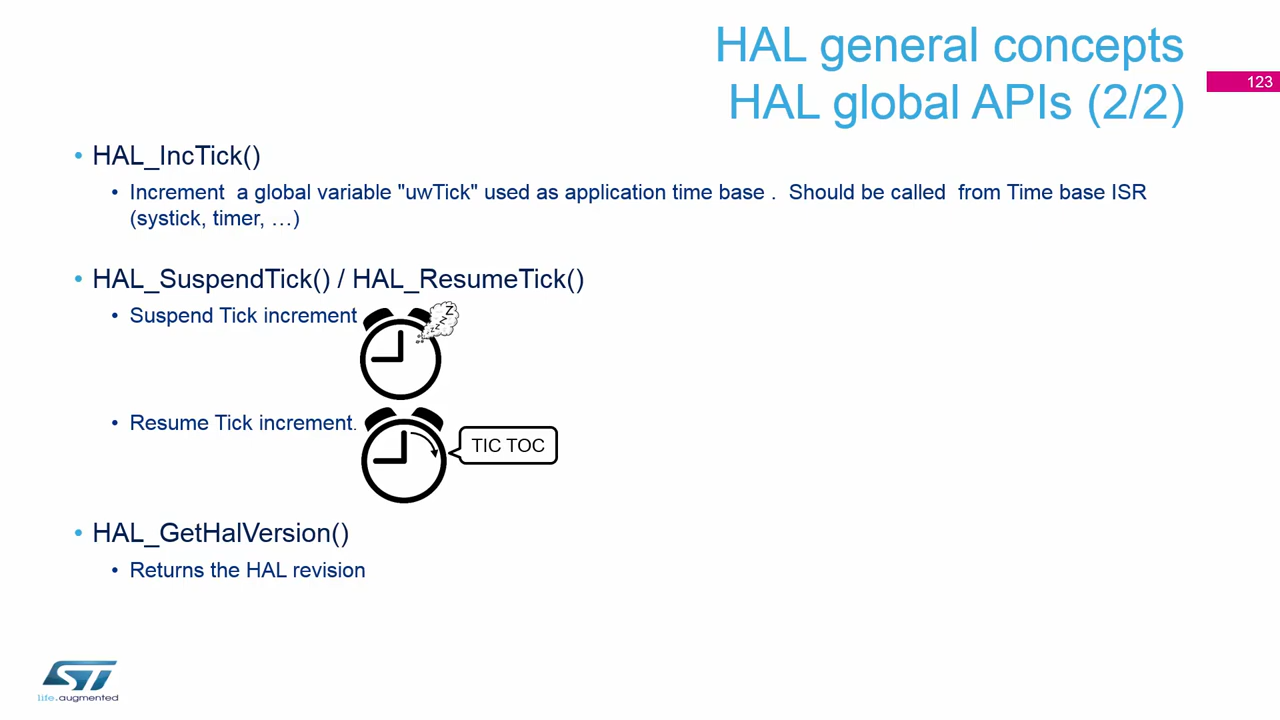 HAL general concepts
HAL global APIs (2/2)
123
• HAL_IncTick()
• Increment  a global variable "uwTick" used as application time base .  Should be called  from Time base ISR
(systick, timer, …)
• HAL_SuspendTick() / HAL_ResumeTick()
• Suspend Tick increment
z z z Z
• Resume Tick increment.
TIC TOC
• HAL_GetHalVersion()
• Returns the HAL revision
ST
life.augmented